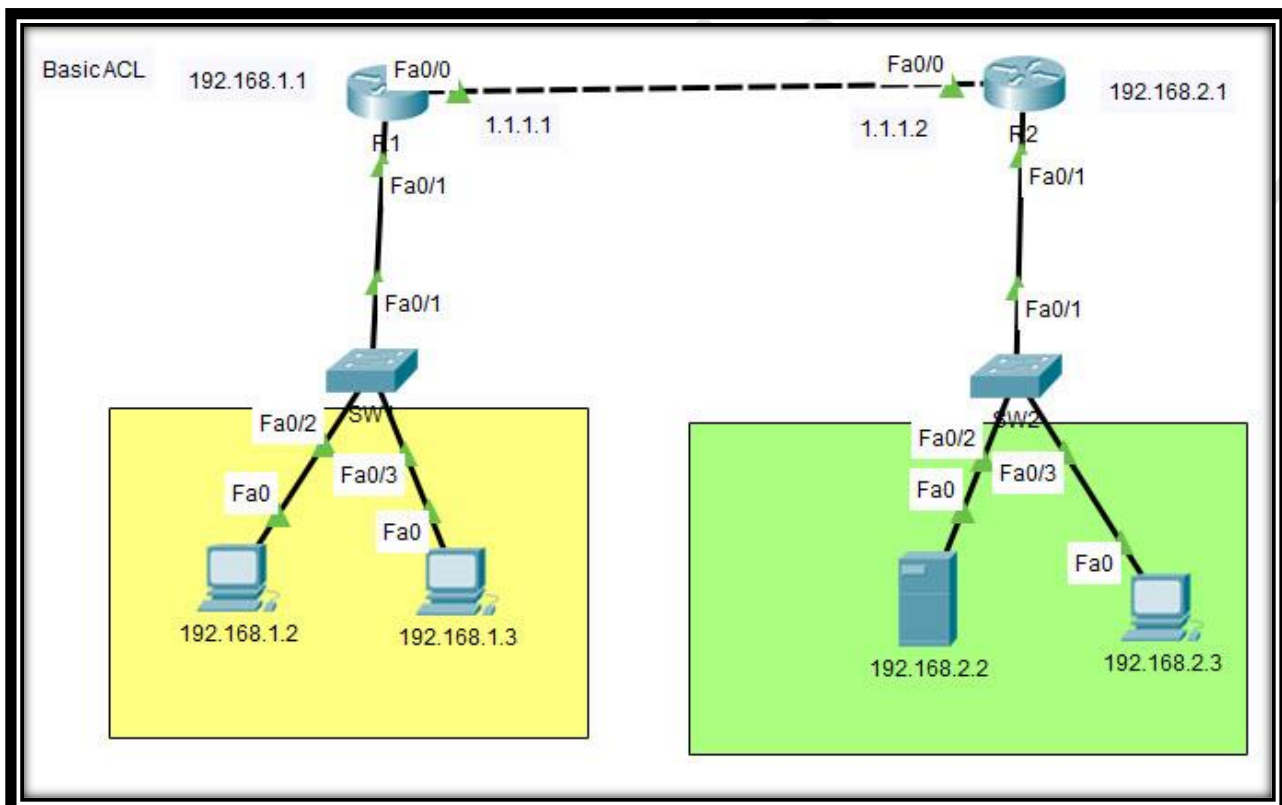 Basic ACL
192.168.1.1
Fa0/0
Fa0/0
192.168.2.1
1.1.1.1
1.1.1.2
R1
R2
Fa0/1
Fa0/1
Fa0/1
Fa0/1
SW1
SW2
Fa0/2
Fa0/3
Fa0
Fa0
Fa0/2
Fa0/3
Fa0
Fa0
192.168.1.2
192.168.1.3
192.168.2.2
192.168.2.3